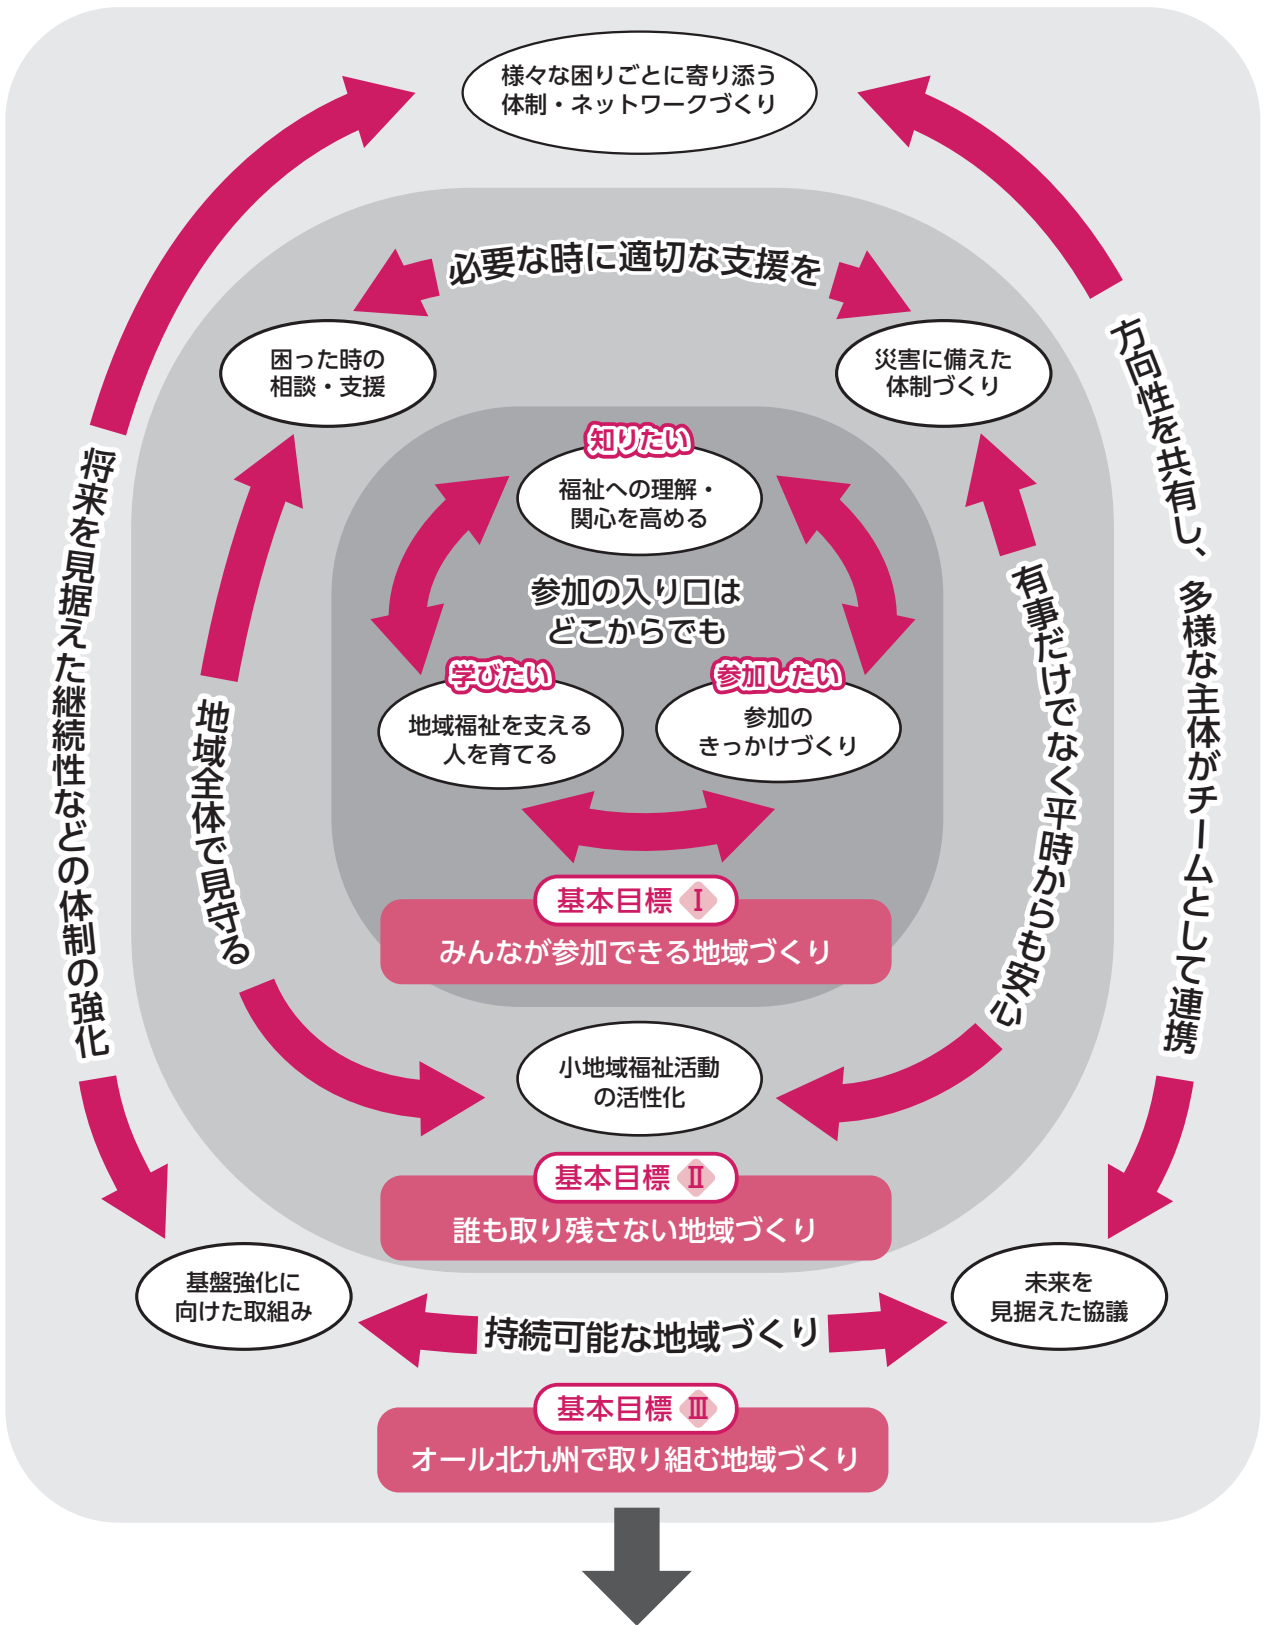 様々な困りごとに寄り添う
体制・ネットワークづくり
必要な時に適切な支援を
困った時の
相談・支援
災害に備えた
体制づくり
知りたい
福祉への理解・
関心を高める
参加の入り口は
どこからでも
学びたい
地域福祉を支える
人を育てる
参加したい
参加の
きっかけづくり
方向性を共有し、多様な主体がチームとして連携
有事だけでなく平時からも安心
地域全体で見守る
将来を見据えた継続性などの体制の強化
基本目標 Ⅰ
みんなが参加できる地域づくり
小地域福祉活動
の活性化
基本目標 Ⅱ
誰も取り残さない地域づくり
基盤強化に
向けた取組み
持続可能な地域づくり
未来を
見据えた協議
基本目標 Ⅲ
オール北九州で取り組む地域づくり